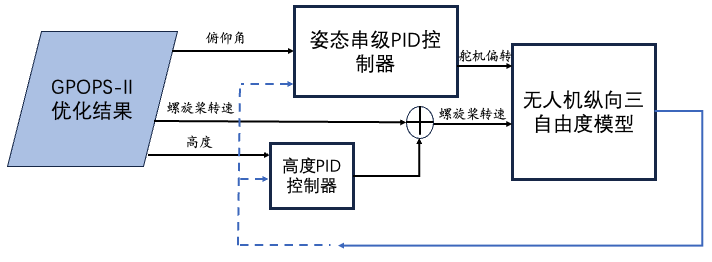 GPOPS-II
优化结果
俯仰角
姿态串级PID控
制器
舵机偏转
螺旋桨转速
螺旋桨转速
无人机纵向三
自由度模型
高度
高度PID
控制器